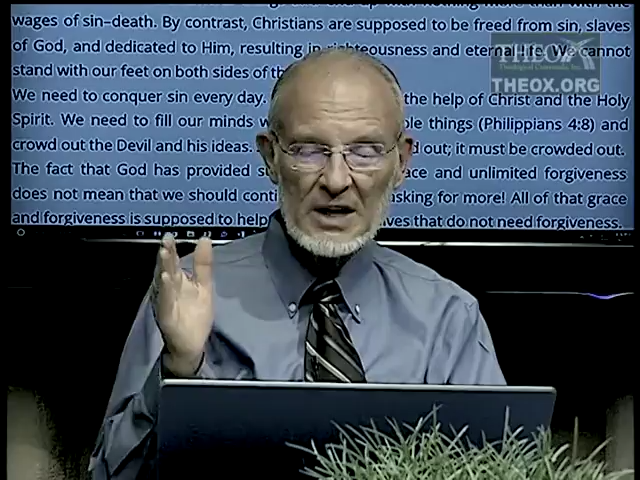 wages of sin–death. By contrast, Christians are supposed to be freed from sin, slaves
of God, and dedicated to Him, resulting in righteousness and eternal life. We cannot
stand with our feet on both sides of
We need to conquer sin every day. the help of Christ and the Holy
Spirit. We need to fill our minds things (Philippians 4:8) and
crowd out the Devil and his ideas. out; it must be crowded out.
The fact that God has provided and unlimited forgiveness
does not mean that we should asking for more! All of that grace
and forgiveness is supposed to help that do not need forgiveness.
THEOX
THEOX.ORG